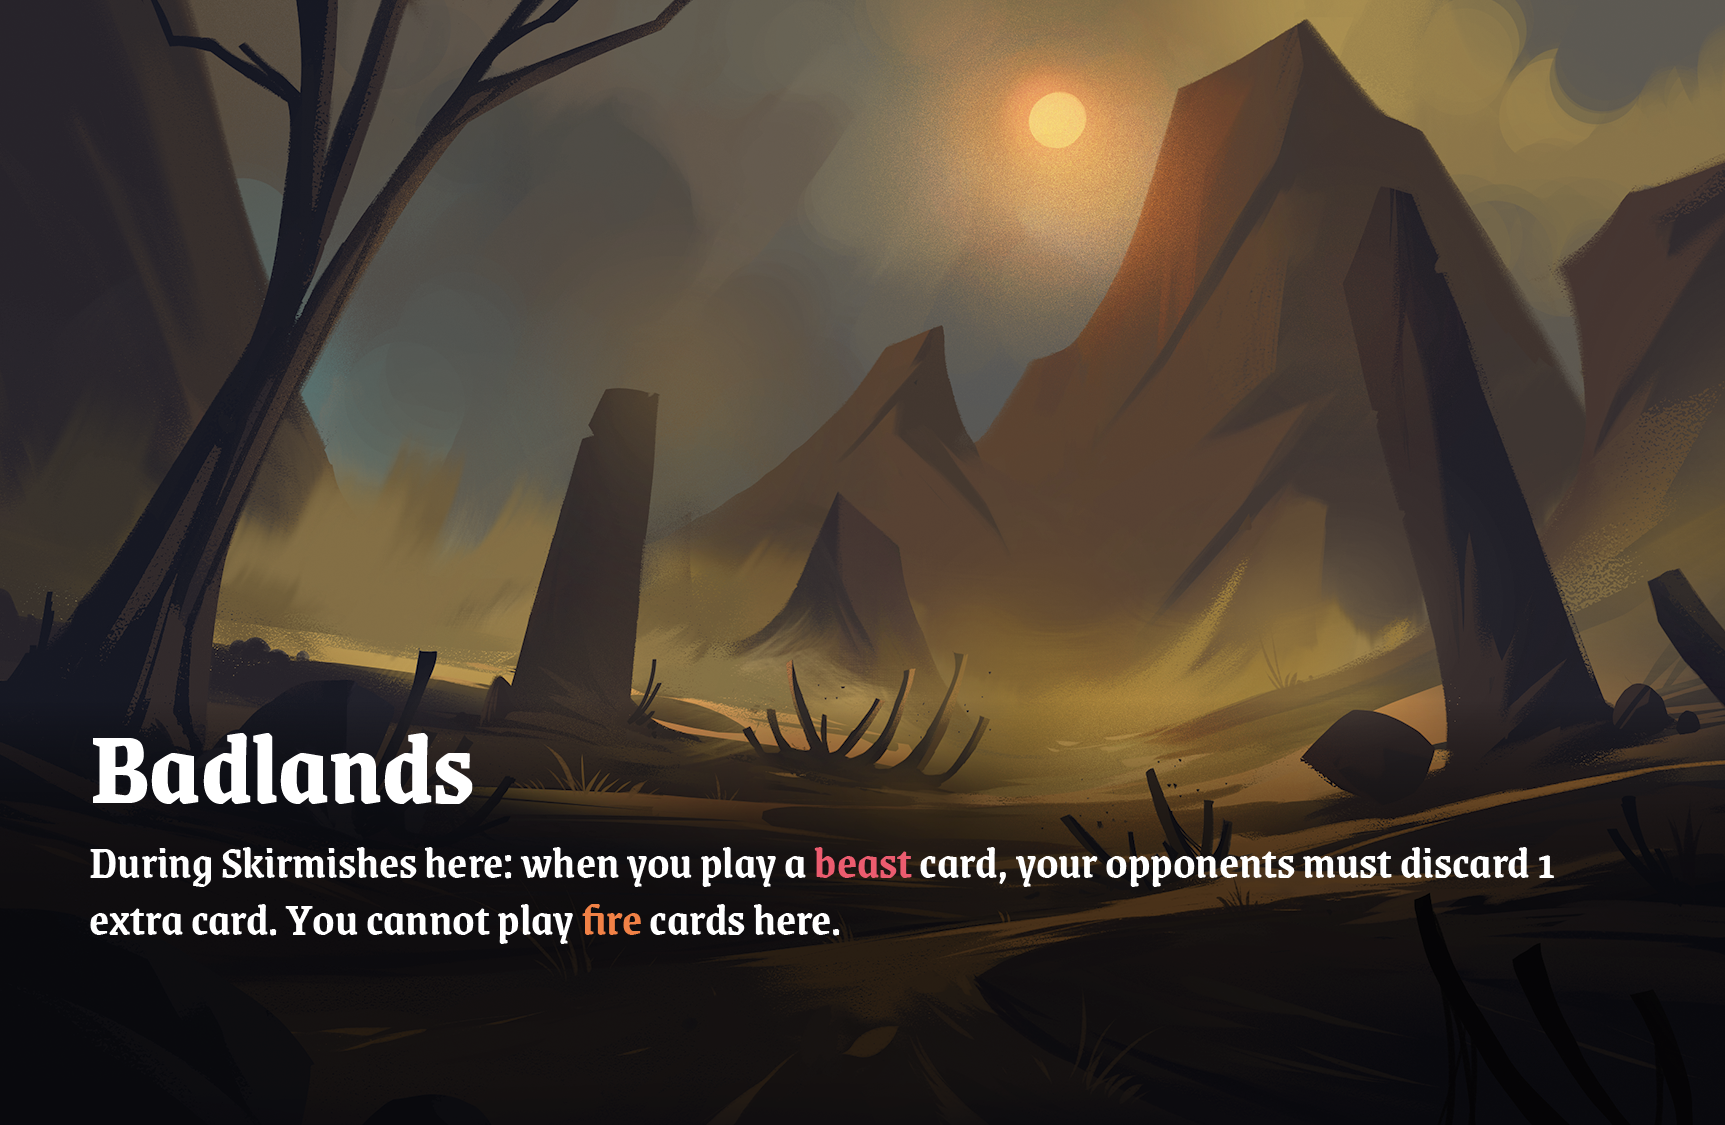 Badlands
During Skirmishes here: when you play a beast card, your opponents must discard 1
extra card. You cannot play fire cards here.